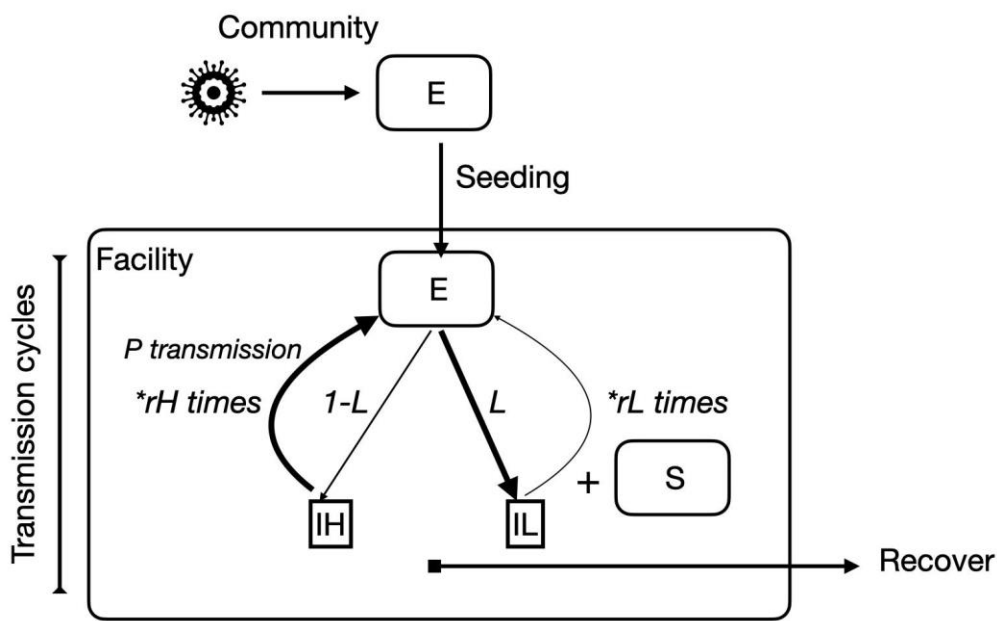 Community
E
Seeding
Facility
E
Transmission cycles
P transmission
*rH times
1-L
L
*rL times
+
S
IH
IL
Recover